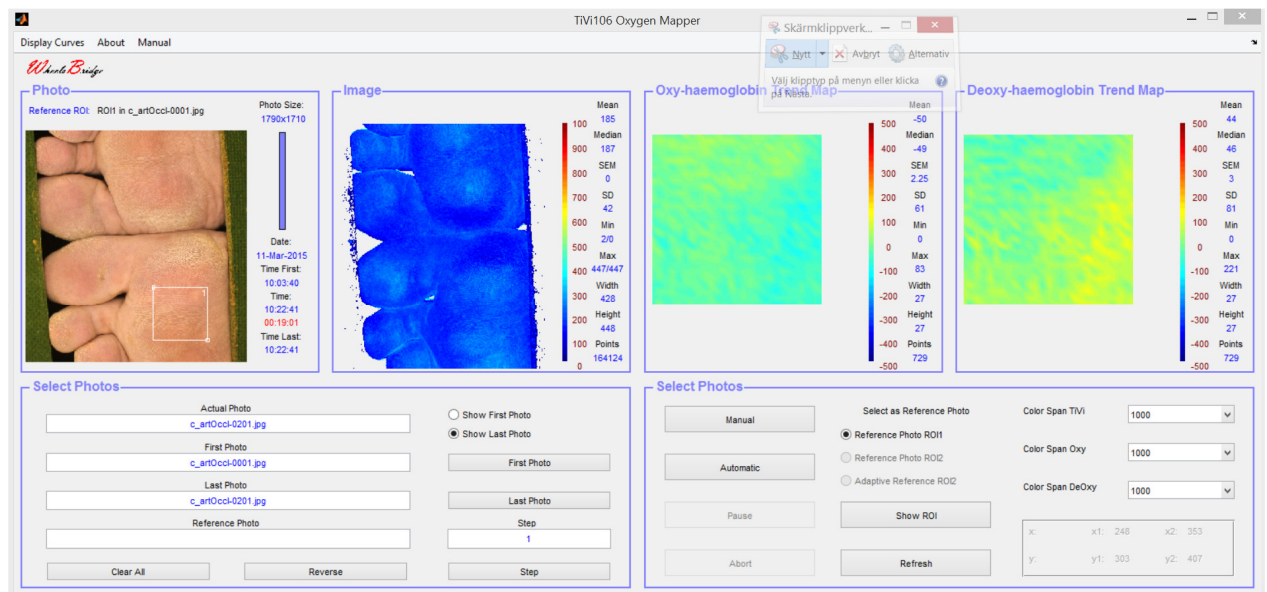 TiVi106 Oxygen Mapper
Skärmklippverk...
Display Curves About Manual
Nytt Avbryt Alternativ
Välj klipptyp på menyn eller klicka
på Nästa.
Wheels Bridge
Photo
Reference ROI: ROI1 in c_artOccl-0001.jpg
Photo Size:
1790x1710
1
Date:
11-Mar-2015
Time First:
10:03:40
Time:
10:22:41
00:19:01
Time Last:
10:22:41
Image
100
900
800
700
600
500
400
300
200
100
0
Mean
185
Median
187
SEM
0
SD
42
Min
2/0
Max
447/447
Width
428
Height
448
Points
164124
Oxy-haemoglobin Trend Map
500
400
300
200
100
0
-100
-200
-300
-400
-500
Mean
-50
Median
-49
SEM
2.25
SD
61
Min
0
Max
83
Width
27
Height
27
Points
729
Deoxy-haemoglobin Trend Map
500
400
300
200
100
0
-100
-200
-300
-400
-500
Mean
44
Median
46
SEM
3
SD
81
Min
0
Max
221
Width
27
Height
27
Points
729
Select Photos
Actual Photo
c_artOccl-0201.jpg
First Photo
c_artOccl-0001.jpg
Last Photo
c_artOccl-0201.jpg
Reference Photo
Clear All Reverse
Show First Photo
Show Last Photo
First Photo
Last Photo
Step
1
Step
Select Photos
Manual
Automatic
Pause
Abort
Select as Reference Photo
Reference Photo ROI1
Reference Photo ROI2
Adaptive Reference ROI2
Show ROI
Refresh
Color Span TiVi 1000
Color Span Oxy 1000
Color Span DeOxy 1000
x: x1: 248 x2: 353
y: y1: 303 y2: 407